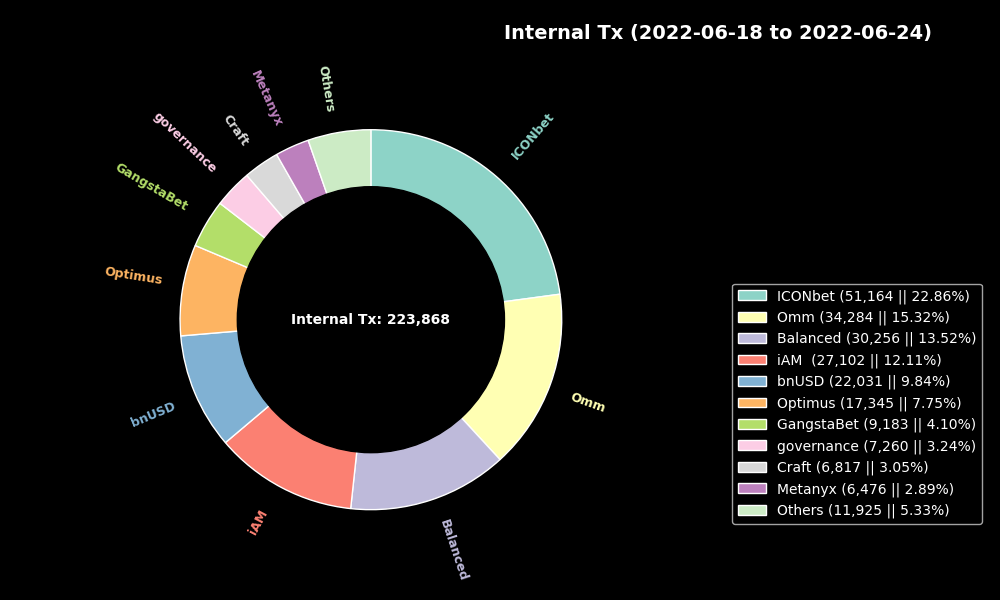 Internal Tx (2022-06-18 to 2022-06-24)
Others
Metanyx
Craft
governance
GangstaBet
Optimus
bnUSD
iAM
Balanced
Omm
ICONbet
Internal Tx: 223,868
ICONbet (51,164 || 22.86%)
Omm (34,284 || 15.32%)
Balanced (30,256 || 13.52%)
iAM  (27,102 || 12.11%)
bnUSD (22,031 || 9.84%)
Optimus (17,345 || 7.75%)
GangstaBet (9,183 || 4.10%)
governance (7,260 || 3.24%)
Craft (6,817 || 3.05%)
Metanyx (6,476 || 2.89%)
Others (11,925 || 5.33%)